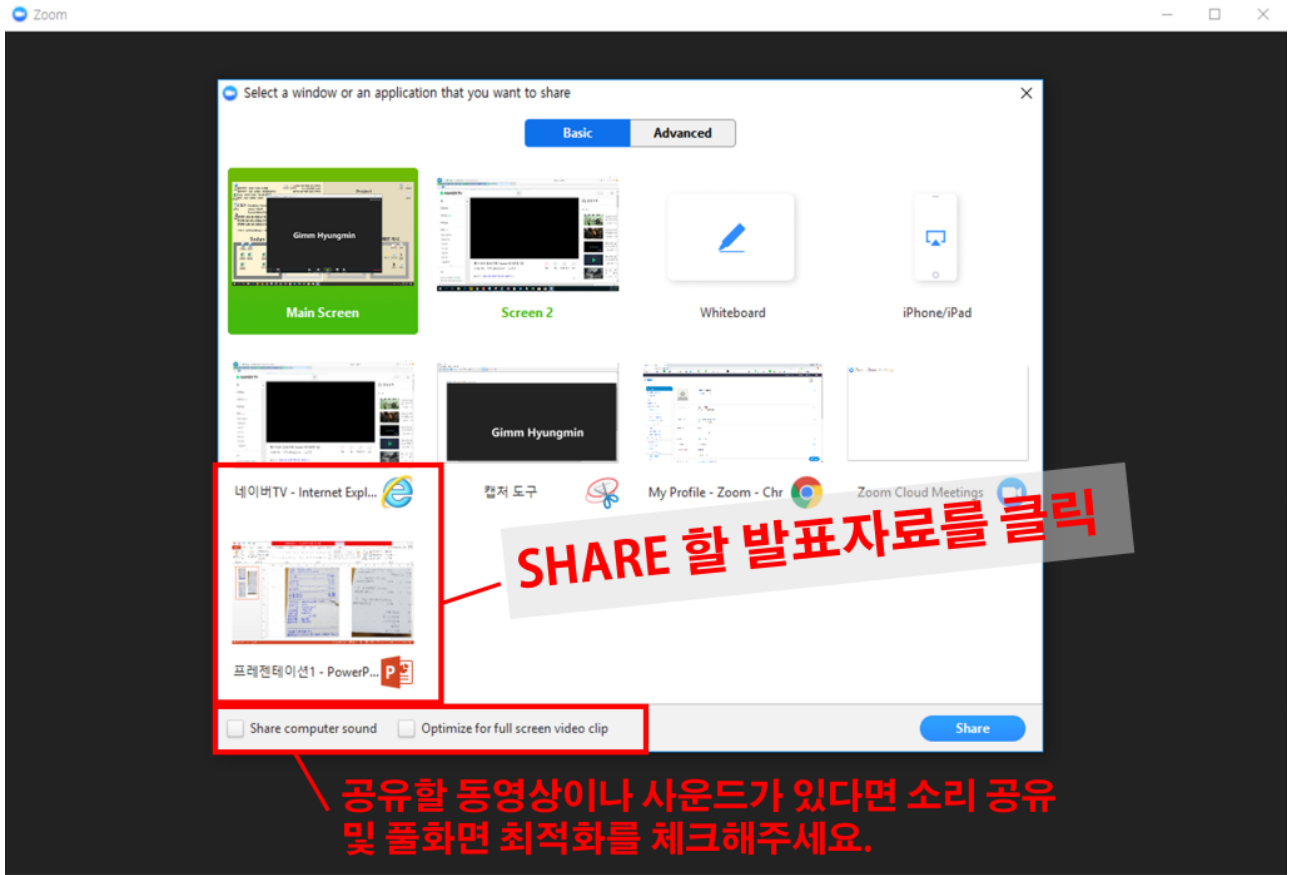 Zoom
Select a window or an application that you want to share
Basic
Advanced
Gimm Hyungmin
Main Screen
Screen 2
Whiteboard
iPhone/iPad
Gimm Hyungmin
네이버TV - Internet Expl...
캡처 도구
My Profile - Zoom - Chr
Zoom Cloud Meetings
SHARE 할 발표자료를 클릭
프레젠테이션1 - PowerP...
Share computer sound
Optimize for full screen video clip
Share
공유할 동영상이나 사운드가 있다면 소리 공유
및 풀화면 최적화를 체크해주세요.